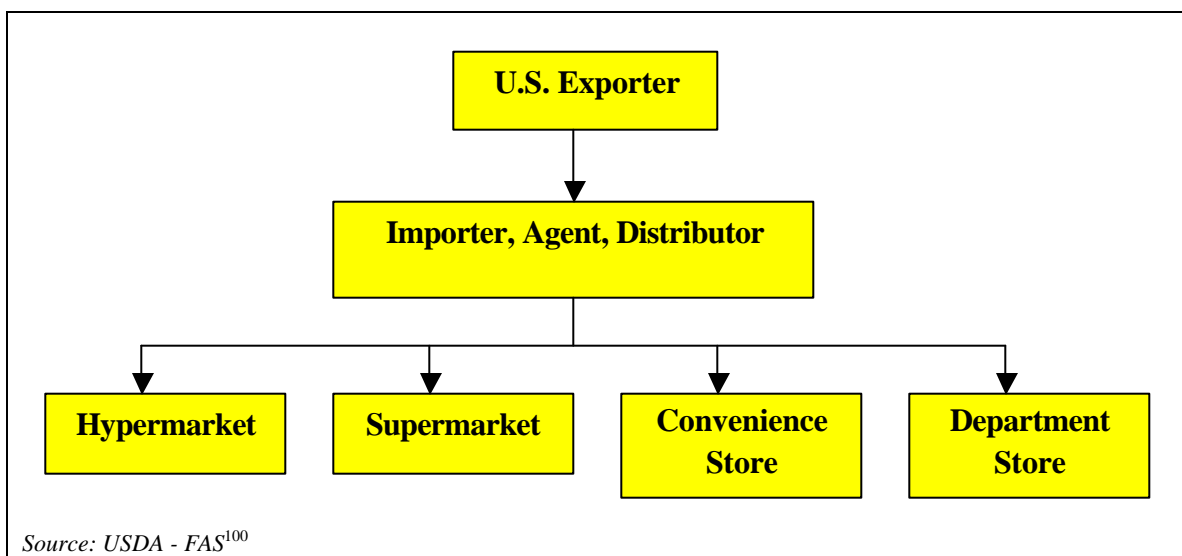 U.S. Exporter
Importer, Agent, Distributor
Hypermarket
Supermarket
Convenience
Store
Department
Store
Source: USDA - FAS100